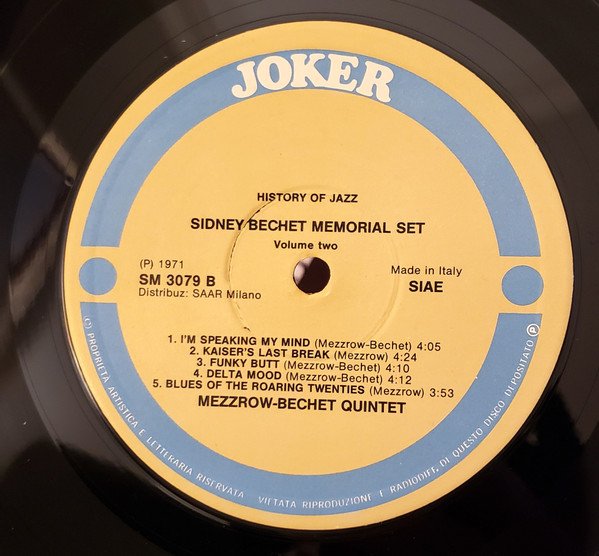 JOKER
HISTORY OF JAZZ
SIDNEY BECHET MEMORIAL SET
Volume two
(P) 1971
SM 3079 B
Distribuz: SAAR Milano
Made in Italy
SIAE
1. I'M SPEAKING MY MIND (Mezzrow-Bechet) 4:05
2. KAISER'S LAST BREAK (Mezzrow) 4:24
3. FUNKY BUTT (Mezzrow-Bechet) 4:10
4. DELTA MOOD (Mezzrow-Bechet) 4:12
5. BLUES OF THE ROARING TWENTIES (Mezzrow) 3:53
MEZZROW-BECHET QUINTET
(C) PROPRIETA ARTISTICA E LETTERARIA RISERVATA VIETATA RIPRODUZIONE E RADIODIFF. DI QUESTO DISCO DEPOSITATO Ⓟ